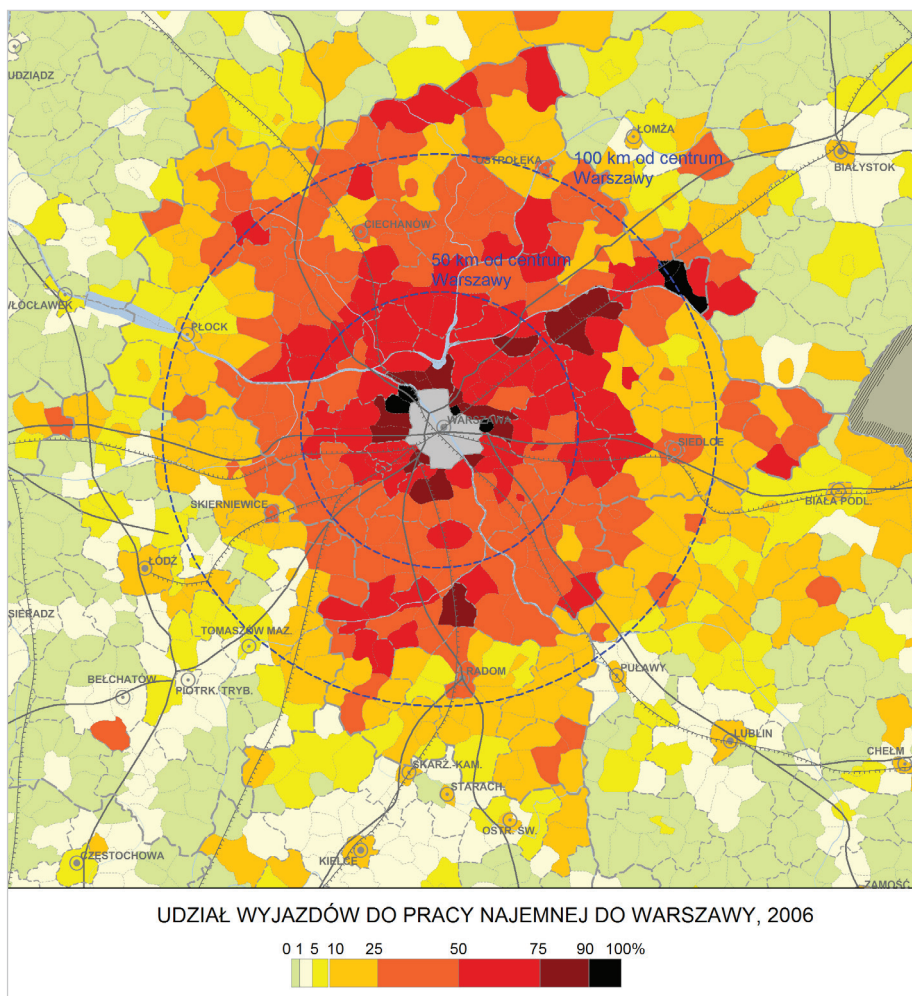 UDZIĄDZ
ŁOMŻA
OSTROŁĘKA
100 km od centrum
Warszawy
BIAŁYSTOK
CIECHANÓW
50 km od centrum
Warszawy
WŁOCŁAWEK
PŁOCK
WARSZAWA
SIEDLCE
SKIERNIEWICE
BIAŁA PODL.
ŁÓDŹ
SIERADZ
TOMASZÓW MAZ.
RADOM
PUŁAWY
BEŁCHATÓW
PIOTRK. TRYB.
LUBLIN
CHEŁM
SKARŻ. KAM.
STARACH.
OSTR. ŚW.
KIELCE
CZĘSTOCHOWA
ZAMOŚĆ
UDZIAŁ WYJAZDÓW DO PRACY NAJEMNEJ DO WARSZAWY, 2006
0 1 5 10 25 50 75 90 100%